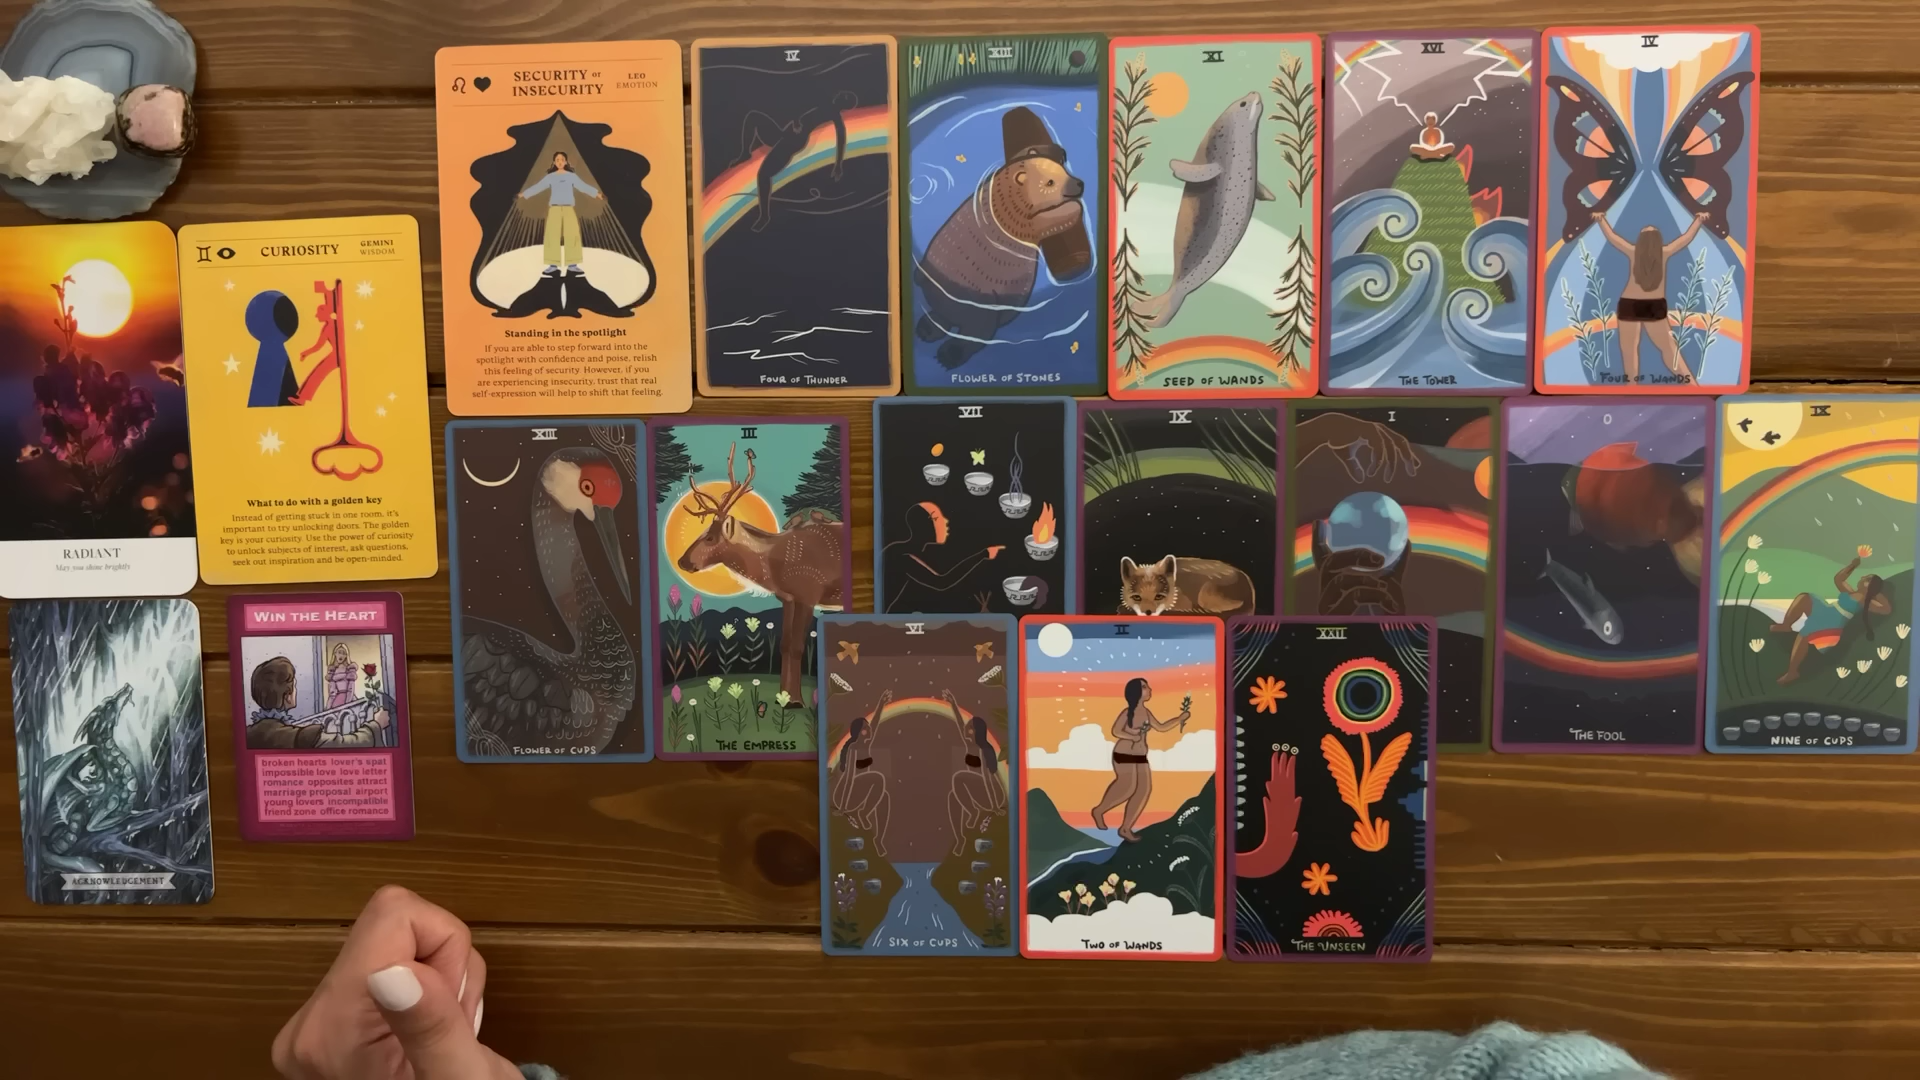 SECURITY or
INSECURITY
LEO
EMOTION
Standing in the spotlight
If you are able to step forward into the
spotlight with confidence and poise, relish
this feeling of security. However, if you
are experiencing insecurity, trust that real
self-expression will help to shift that feeling.
IV
FOUR OF THUNDER
XIII
FLOWER OF STONES
XI
SEED OF WANDS
XVI
THE TOWER
IV
FOUR OF WANDS
RADIANT
May you shine brightly
CURIOSITY
GEMINI
WISDOM
What to do with a golden key
Instead of getting stuck in one room, it's
important to try unlocking doors. The golden
key is your curiosity. Use the power of curiosity
to unlock subjects of interest, ask questions,
seek out inspiration and be open-minded.
XIII
FLOWER OF CUPS
III
THE EMPRESS
VII
IX
I
0
THE FOOL
IX
NINE OF CUPS
ACKNOWLEDGEMENT
WIN THE HEART
broken hearts lover's spat
impossible love love letter
romance opposites attract
marriage proposal airport
young lovers incompatible
friend zone office romance
VI
SIX OF CUPS
II
TWO OF WANDS
XXII
THE UNSEEN